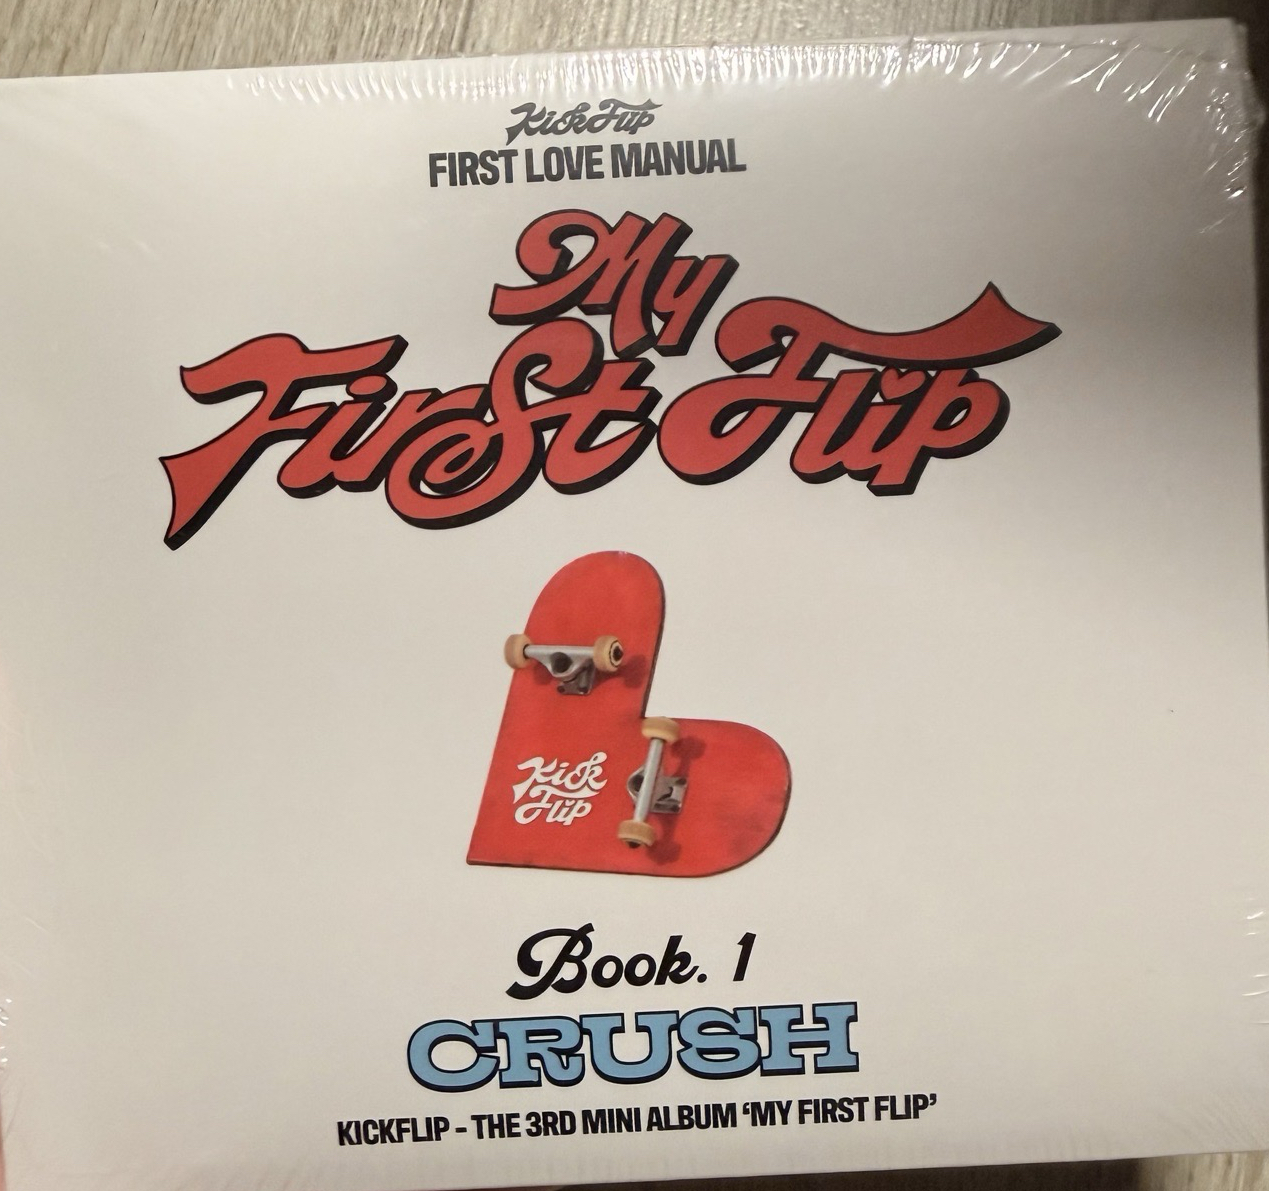 KickFlip
FIRST LOVE MANUAL
My
First Flip
Kick
Flip
Book. 1
CRUSH
KICKFLIP - THE 3RD MINI ALBUM ‘MY FIRST FLIP’